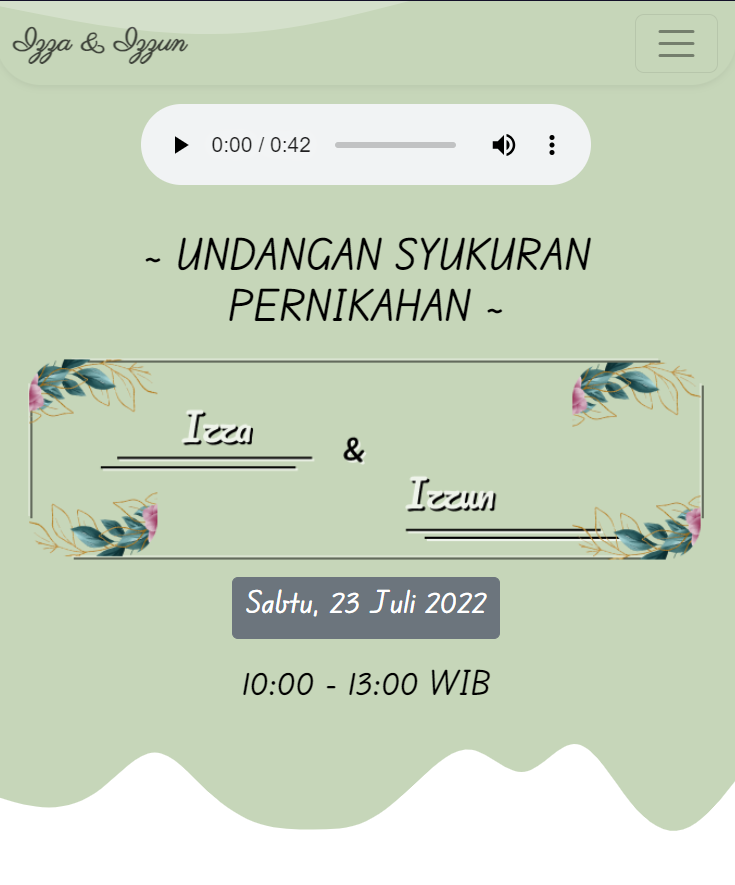 Izza & Izzun
0:00 / 0:42
~ UNDANGAN SYUKURAN
PERNIKAHAN ~
Izza
&
Izzun
Sabtu, 23 Juli 2022
10:00 - 13:00 WIB